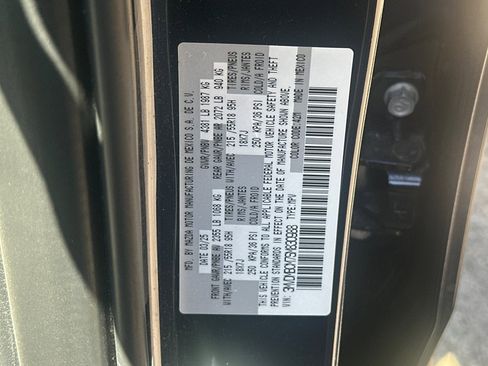 MFD. BY MAZDA MOTOR MANUFACTURING DE MEXICO S.A. DE C.V.
DATE: 03/25 GVWR/PNBV 4381 LB 1987 KG
FRONT GAWR/PNBE AV 2265 LB 1068 KG REAR GAWR/PNBE AR 2072 LB 940 KG
WITH/AVEC 215/55R18 95H TIRES/PNEUS WITH/AVEC 215/55R18 95H TIRES/PNEUS
18X7J RIMS/JANTES 18X7J RIMS/JANTES
250 KPA/36 PSI COLD/A FROID 250 KPA/36 PSI COLD/A FROID
THIS VEHICLE CONFORMS TO ALL APPLICABLE FEDERAL MOTOR VEHICLE SAFETY AND THEFT
PREVENTION STANDARDS IN EFFECT ON THE DATE OF MANUFACTURE SHOWN ABOVE.
VIN: TYPE:MPV COLOR CODE:42M MADE IN MEXICO